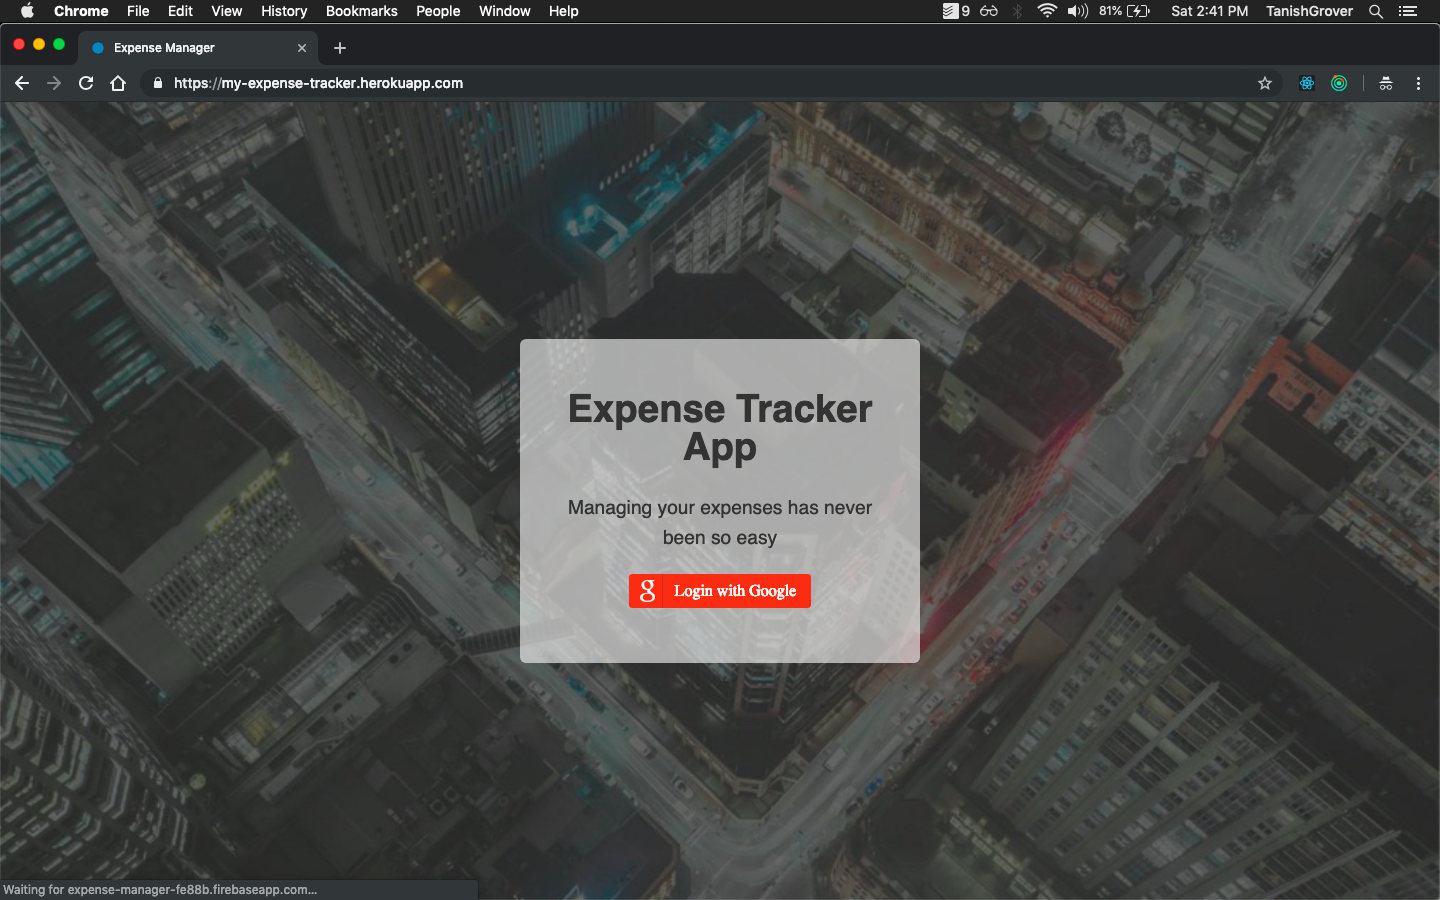 Chrome File Edit View History Bookmarks People Window Help 9 81% Sat 2:41 PM TanishGrover
Expense Manager
https://my-expense-tracker.herokuapp.com
Expense Tracker
App
Managing your expenses has never
been so easy
g Login with Google
Waiting for expense-manager-fe88b.firebaseapp.com...